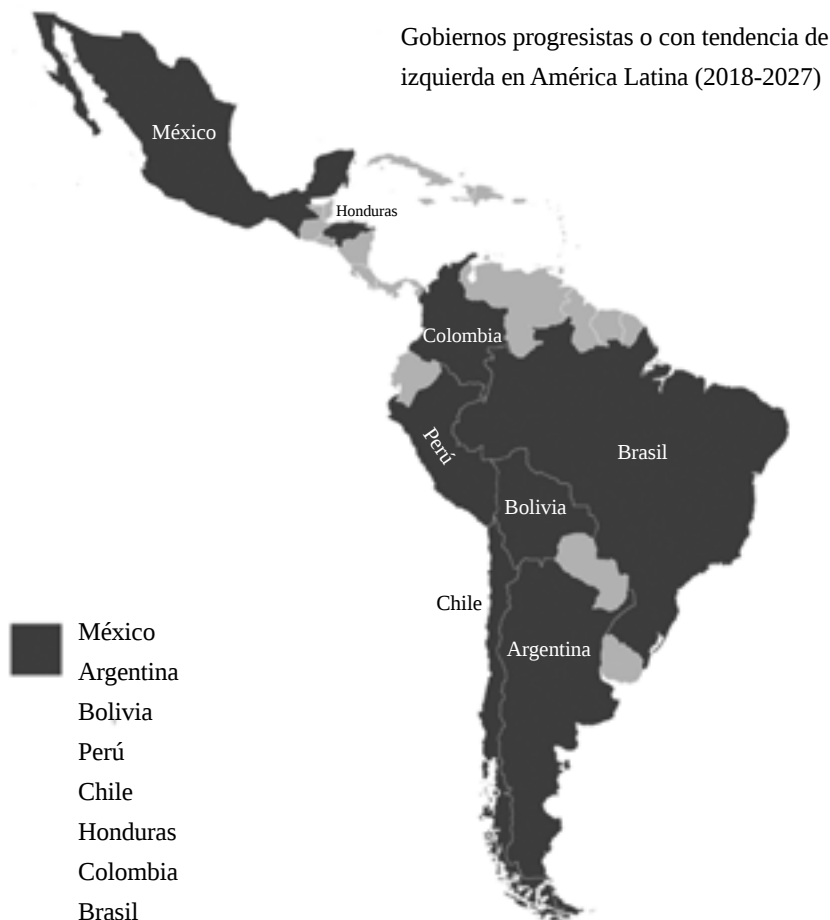 Gobiernos progresistas o con tendencia de
izquierda en América Latina (2018-2027)
México
Honduras
Colombia
Perú
Brasil
Bolivia
Chile
Argentina
México
Argentina
Bolivia
Perú
Chile
Honduras
Colombia
Brasil